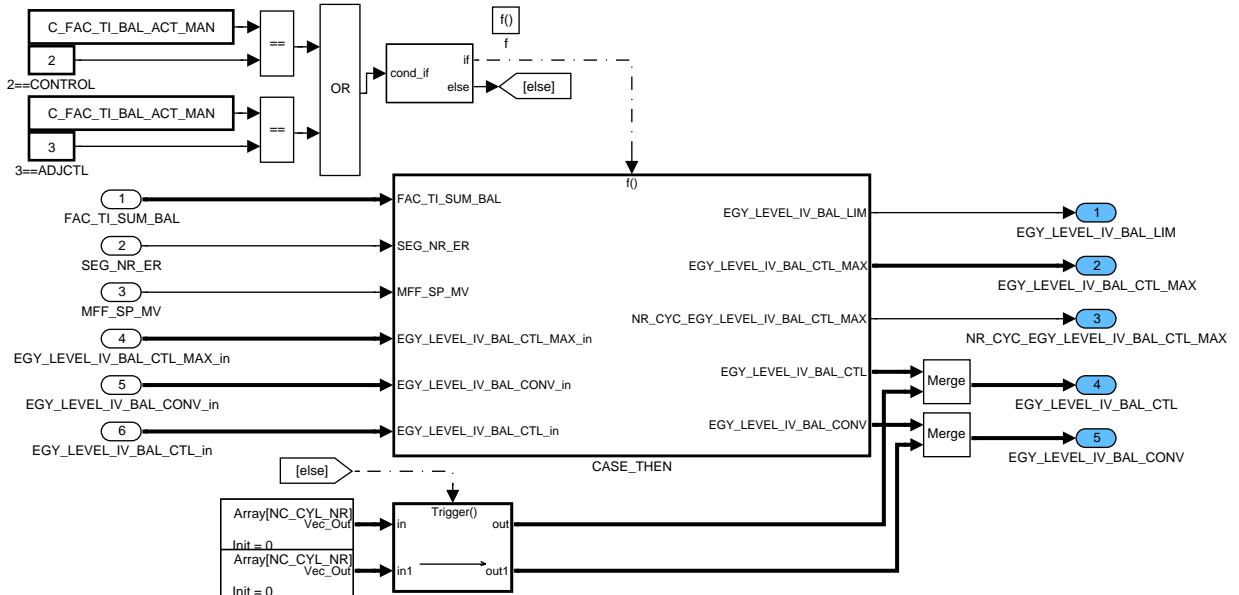 C_FAC_TI_BAL_ACT_MAN
2
2==CONTROL
==
C_FAC_TI_BAL_ACT_MAN
3
3==ADJCTL
==
OR
cond_if
if
else
[else]
f()
f
1
FAC_TI_SUM_BAL
2
SEG_NR_ER
3
MFF_SP_MV
4
EGY_LEVEL_IV_BAL_CTL_MAX_in
5
EGY_LEVEL_IV_BAL_CONV_in
6
EGY_LEVEL_IV_BAL_CTL_in
f()
FAC_TI_SUM_BAL
SEG_NR_ER
MFF_SP_MV
EGY_LEVEL_IV_BAL_CTL_MAX_in
EGY_LEVEL_IV_BAL_CONV_in
EGY_LEVEL_IV_BAL_CTL_in
EGY_LEVEL_IV_BAL_LIM
EGY_LEVEL_IV_BAL_CTL_MAX
NR_CYC_EGY_LEVEL_IV_BAL_CTL_MAX
EGY_LEVEL_IV_BAL_CTL
EGY_LEVEL_IV_BAL_CONV
CASE_THEN
Merge
Merge
1
EGY_LEVEL_IV_BAL_LIM
2
EGY_LEVEL_IV_BAL_CTL_MAX
3
NR_CYC_EGY_LEVEL_IV_BAL_CTL_MAX
4
EGY_LEVEL_IV_BAL_CTL
5
EGY_LEVEL_IV_BAL_CONV
[else]
Array[NC_CYL_NR]
Vec_Out
Init = 0
Array[NC_CYL_NR]
Vec_Out
Init = 0
Trigger()
in
out
in1
out1